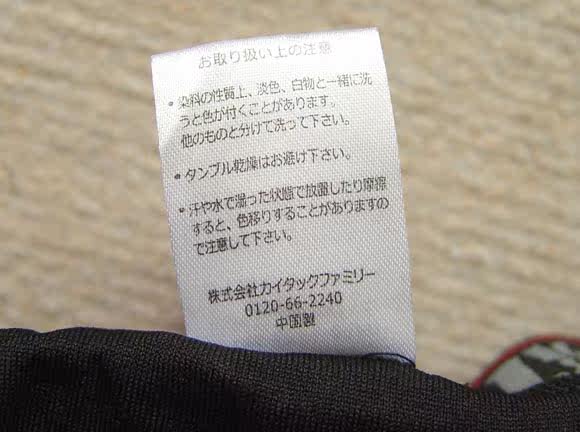 お取り扱い上の注意
・染料の性質上、淡色、白物と一緒に洗
うと色が付くことがあります。
他のものと分けて洗って下さい。
・タンブル乾燥はお避け下さい。
・汗や水で湿った状態で放置したり摩擦
すると、色移りすることがありますの
で注意して下さい。
株式会社カイタックファミリー
0120-66-2240
中国製